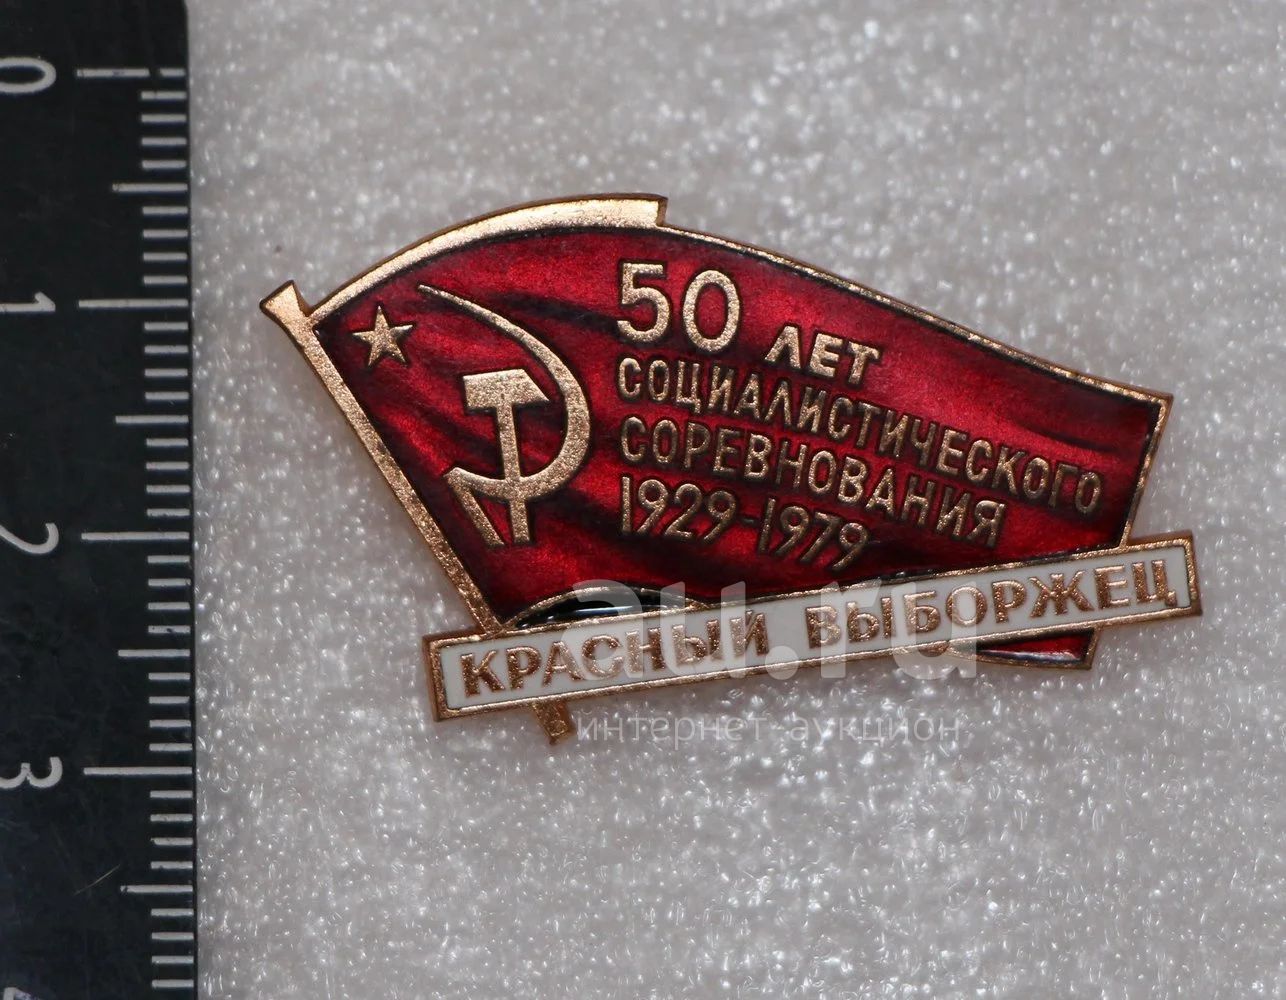 50 ЛЕТ
СОЦИАЛИСТИЧЕСКОГО
СОРЕВНОВАНИЯ
1929-1979
КРАСНЫЙ ВЫБОРЖЕЦ
au.ru
интернет-аукцион
0
1
2
3